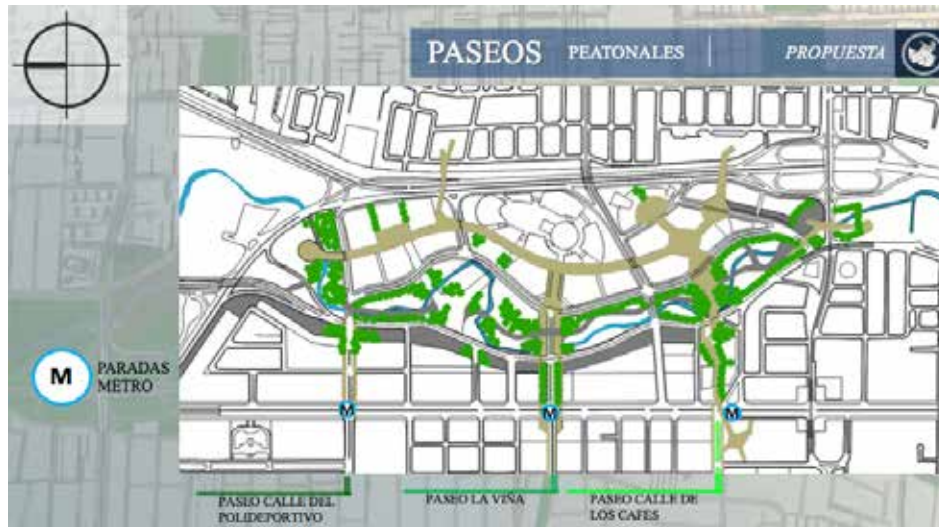 PASEOS PEATONALES PROPUESTA
M PARADAS
METRO
M M M
PASEO CALLE DEL
POLIDEPORTIVO
PASEO LA VIÑA
PASEO CALLE DE
LOS CAFES